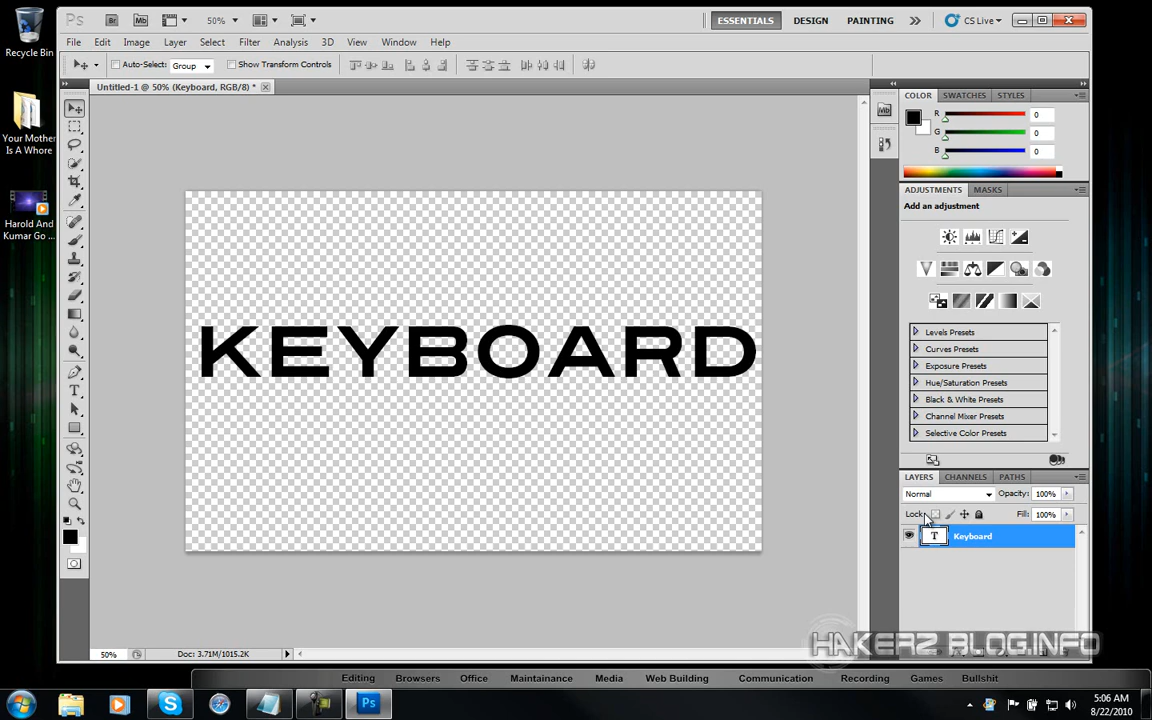 Recycle Bin
Your Mother
Is A Whore
Harold And
Kumar Go ...
Ps
Br
Mb
50%
ESSENTIALS
DESIGN
PAINTING
CS Live
File
Edit
Image
Layer
Select
Filter
Analysis
3D
View
Window
Help
Auto-Select:
Group
Show Transform Controls
Untitled-1 @ 50% (Keyboard, RGB/8) *
KEYBOARD
COLOR
SWATCHES
STYLES
R
0
G
0
B
0
ADJUSTMENTS
MASKS
Add an adjustment
Levels Presets
Curves Presets
Exposure Presets
Hue/Saturation Presets
Black & White Presets
Channel Mixer Presets
Selective Color Presets
LAYERS
CHANNELS
PATHS
Normal
Opacity:
100%
Lock
Fill:
100%
T
Keyboard
HAKERZ BLOG.INFO
50%
Doc: 3.71M/1015.2K
Editing
Browsers
Office
Maintanance
Media
Web Building
Communication
Recording
Games
Bullshit
Ps
5:06 AM
8/22/2010